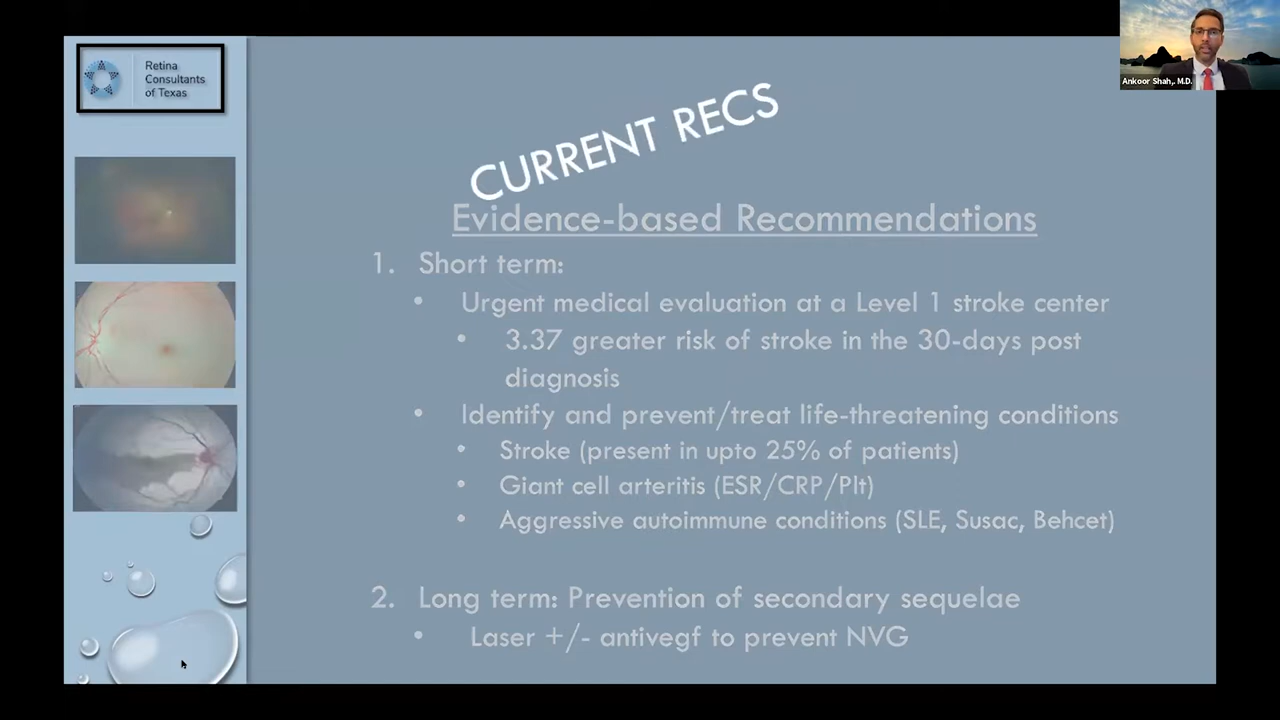 Retina
Consultants
of Texas
Ankoor Shah,. M.D.
CURRENT RECS
Evidence-based Recommendations
1. Short term:
• Urgent medical evaluation at a Level 1 stroke center
• 3.37 greater risk of stroke in the 30-days post
diagnosis
• Identify and prevent/treat life-threatening conditions
• Stroke (present in upto 25% of patients)
• Giant cell arteritis (ESR/CRP/Plt)
• Aggressive autoimmune conditions (SLE, Susac, Behcet)
2. Long term: Prevention of secondary sequelae
• Laser +/- antivegf to prevent NVG